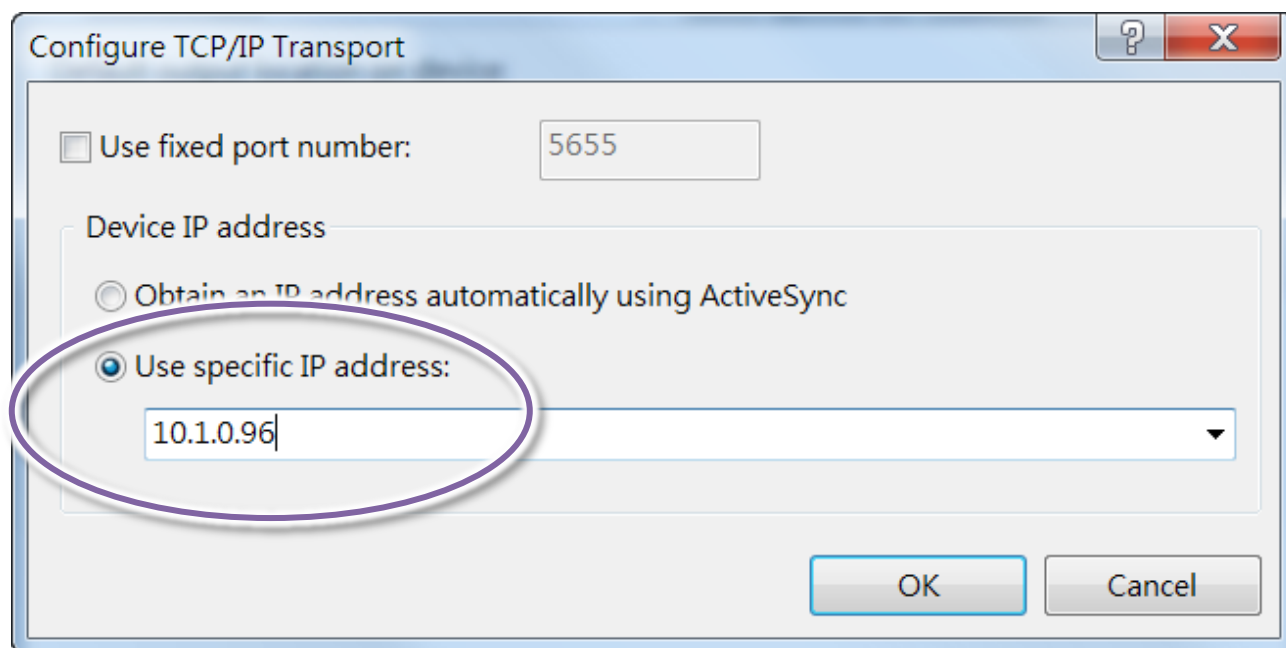 Configure TCP/IP Transport
Use fixed port number: 5655
Device IP address
Obtain an IP address automatically using ActiveSync
Use specific IP address:
10.1.0.96
OK Cancel